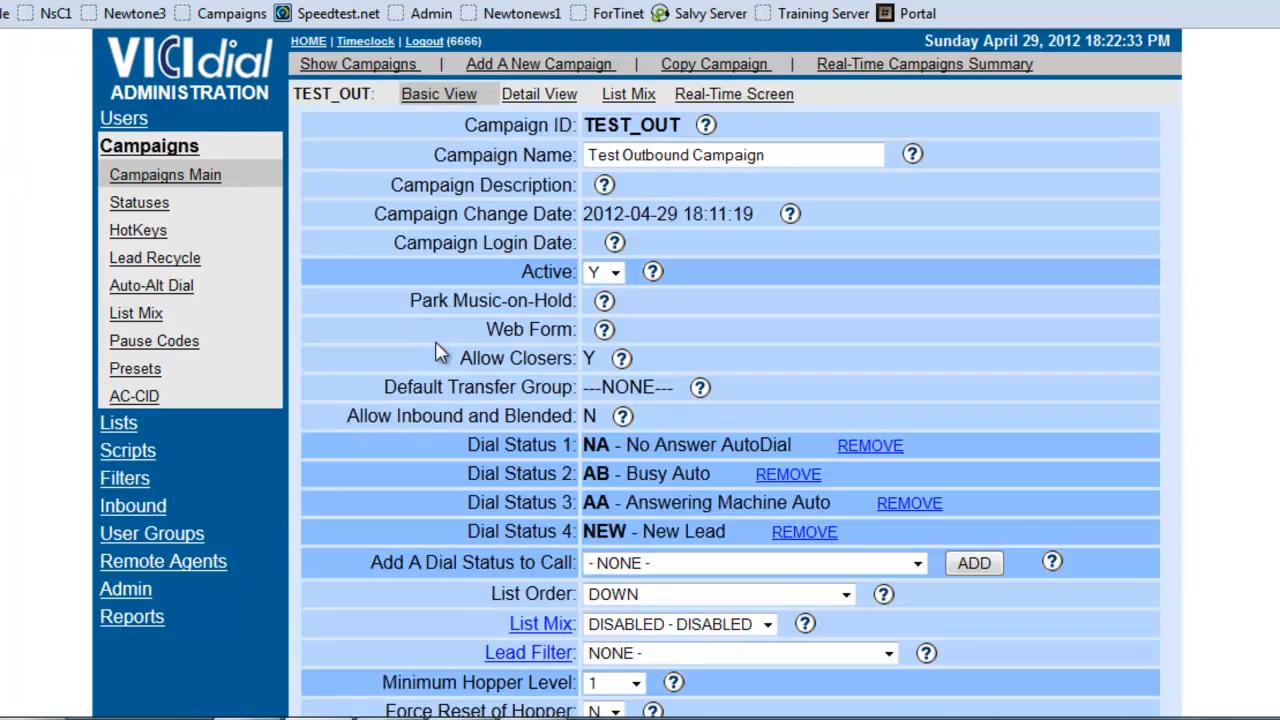 NsC1 Newtone3 Campaigns Speedtest.net Admin Newtonews1 ForTinet Salvy Server Training Server Portal
VICIdial
ADMINISTRATION
HOME | Timeclock | Logout (6666) Sunday April 29, 2012 18:22:33 PM
Show Campaigns | Add A New Campaign | Copy Campaign | Real-Time Campaigns Summary
TEST_OUT: Basic View Detail View List Mix Real-Time Screen
Users
Campaigns
Campaigns Main
Statuses
HotKeys
Lead Recycle
Auto-Alt Dial
List Mix
Pause Codes
Presets
AC-CID
Lists
Scripts
Filters
Inbound
User Groups
Remote Agents
Admin
Reports
Campaign ID: TEST_OUT ?
Campaign Name: Test Outbound Campaign ?
Campaign Description: ?
Campaign Change Date: 2012-04-29 18:11:19 ?
Campaign Login Date: ?
Active: Y ?
Park Music-on-Hold: ?
Web Form: ?
Allow Closers: Y ?
Default Transfer Group: ---NONE--- ?
Allow Inbound and Blended: N ?
Dial Status 1: NA - No Answer AutoDial REMOVE
Dial Status 2: AB - Busy Auto REMOVE
Dial Status 3: AA - Answering Machine Auto REMOVE
Dial Status 4: NEW - New Lead REMOVE
Add A Dial Status to Call: - NONE - ADD ?
List Order: DOWN ?
List Mix: DISABLED - DISABLED ?
Lead Filter: NONE - ?
Minimum Hopper Level: 1 ?
Force Reset of Hopper: N ?